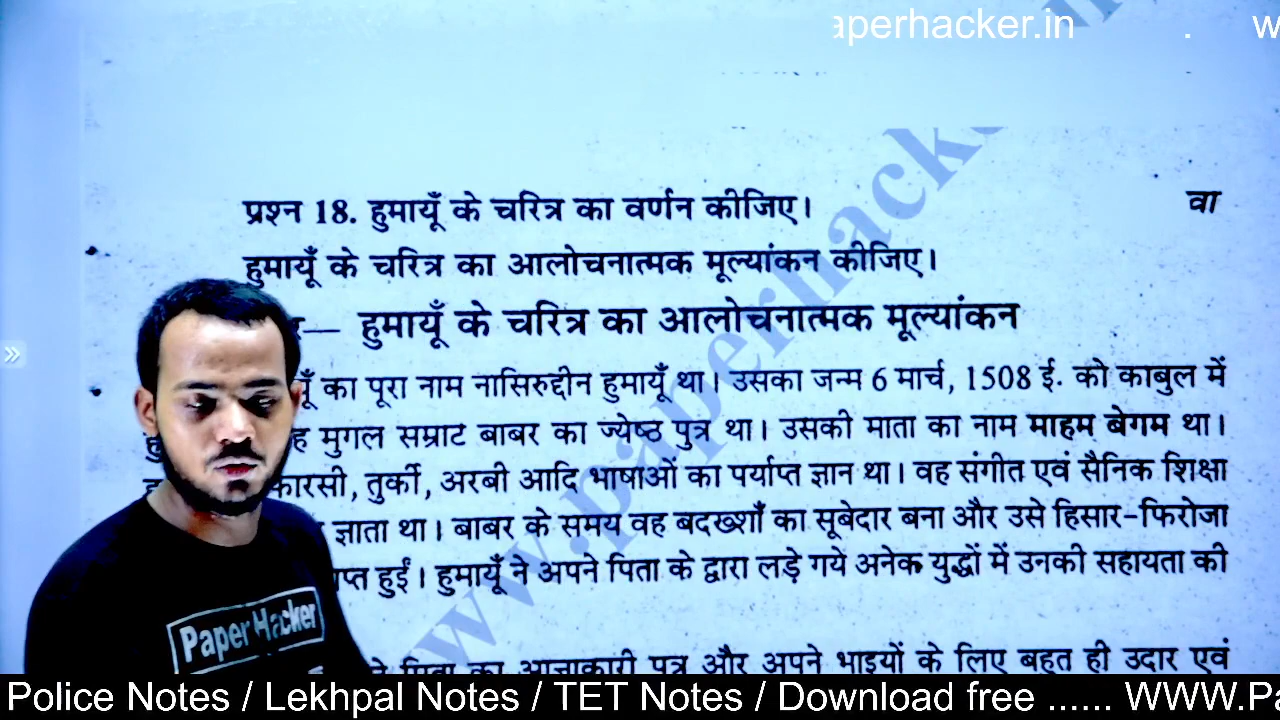 aperhacker.in . w
प्रश्न 18. हुमायूँ के चरित्र का वर्णन कीजिए। वा
हुमायूँ के चरित्र का आलोचनात्मक मूल्यांकन कीजिए।
— हुमायूँ के चरित्र का आलोचनात्मक मूल्यांकन
का पूरा नाम नासिरुद्दीन हुमायूँ था। उसका जन्म 6 मार्च, 1508 ई. को काबुल में
मुगल सम्राट बाबर का ज्येष्ठ पुत्र था। उसकी माता का नाम माहम बेगम था।
फारसी, तुर्की, अरबी आदि भाषाओं का पर्याप्त ज्ञान था। वह संगीत एवं सैनिक शिक्षा
ज्ञाता था। बाबर के समय वह बदख्शाँ का सूबेदार बना और उसे हिसार-फिरोजा
हुईं। हुमायूँ ने अपने पिता के द्वारा लड़े गये अनेक युद्धों में उनकी सहायता की
पिता का आज्ञाकारी पुत्र और अपने भाइयों के लिए बहुत ही उदार एवं
www.paperhacke
Paper Hacker
Police Notes / Lekhpal Notes / TET Notes / Download free ...... WWW.Pa